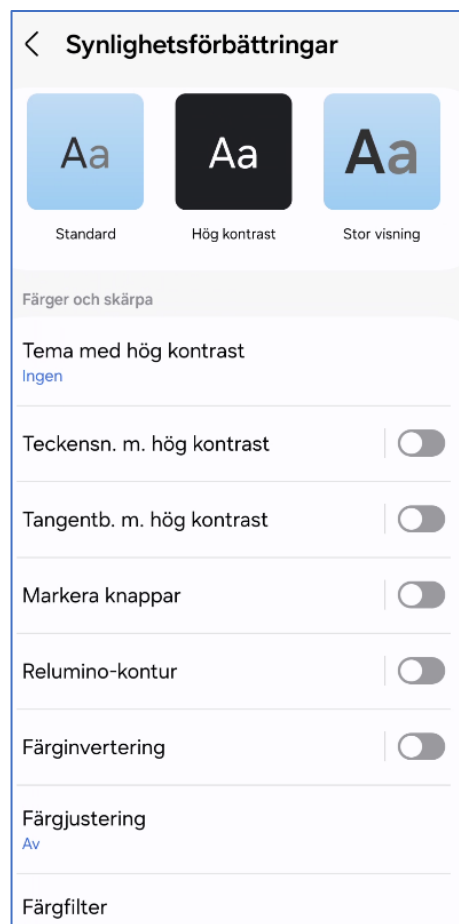 Synlighetsförbättringar
Aa Aa Aa
Standard Hög kontrast Stor visning
Färger och skärpa
Tema med hög kontrast
Ingen
Teckensn. m. hög kontrast
Tangentb. m. hög kontrast
Markera knappar
Relumino-kontur
Färginvertering
Färgjustering
Av
Färgfilter